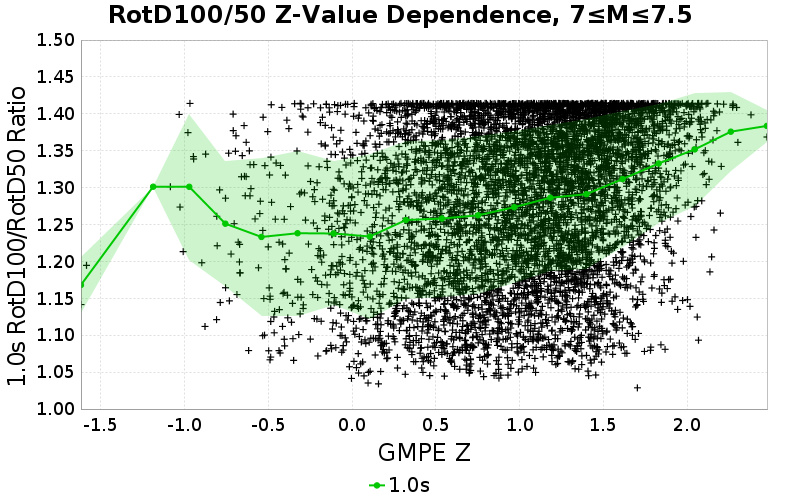 RotD100/50 Z-Value Dependence, 7≤M≤7.5
1.50
1.45
1.40
1.35
1.30
1.25
1.20
1.15
1.10
1.05
1.00
1.0s RotD100/RotD50 Ratio
-1.5 -1.0 -0.5 0.0 0.5 1.0 1.5 2.0
GMPE Z
1.0s